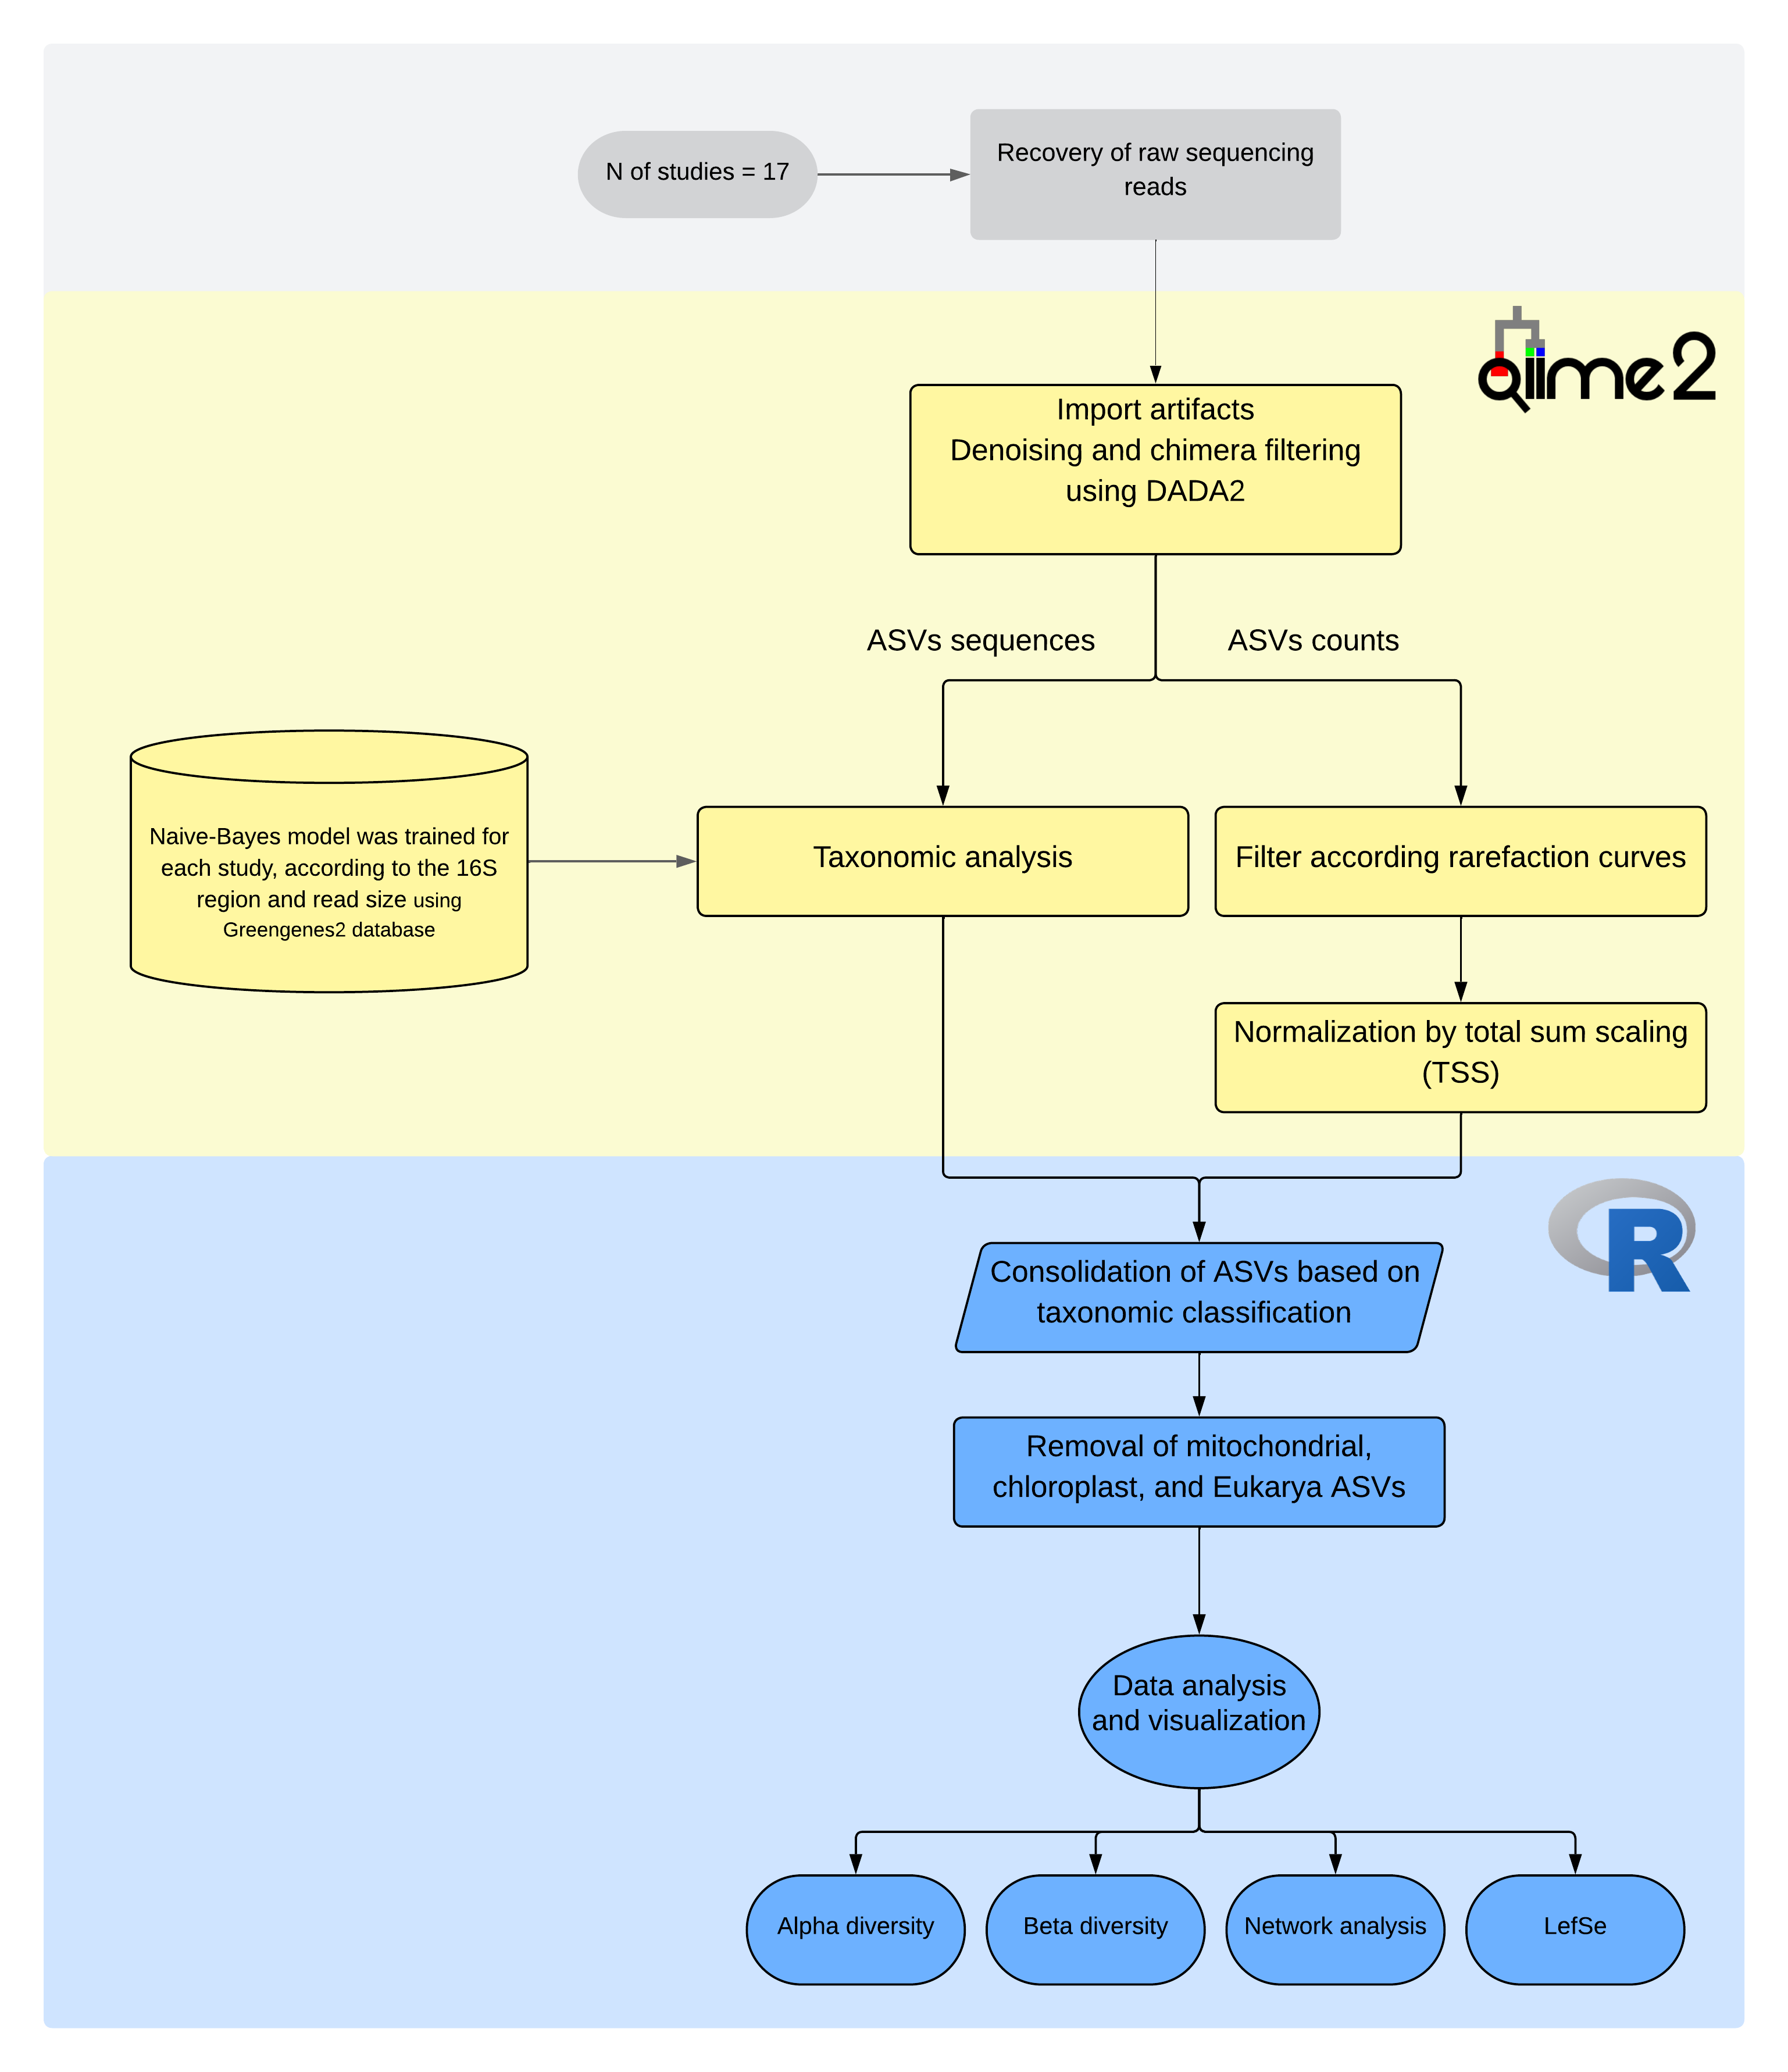 N of studies = 17
Recovery of raw sequencing
reads
qiime2
Import artifacts
Denoising and chimera filtering
using DADA2
ASVs sequences
ASVs counts
Naive-Bayes model was trained for
each study, according to the 16S
region and read size using
Greengenes2 database
Taxonomic analysis
Filter according rarefaction curves
Normalization by total sum scaling
(TSS)
R
Consolidation of ASVs based on
taxonomic classification
Removal of mitochondrial,
chloroplast, and Eukarya ASVs
Data analysis
and visualization
Alpha diversity
Beta diversity
Network analysis
LefSe